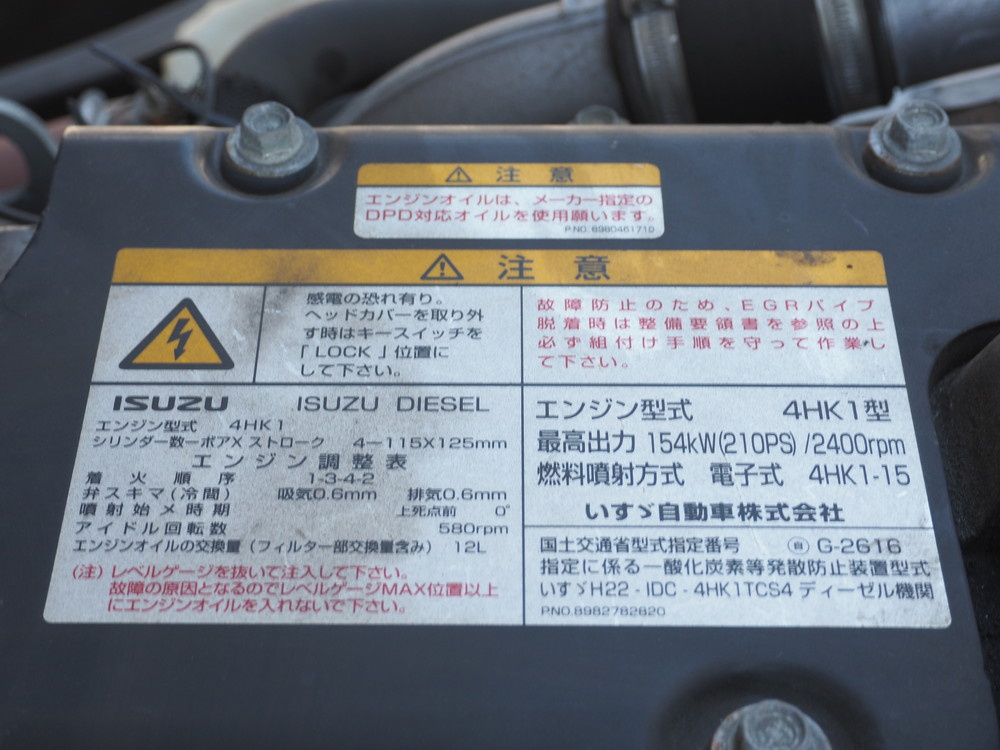 注意
エンジンオイルは、メーカー指定の
DPD対応オイルを使用願います。
P.NO. 8980461710
注意
感電の恐れ有り。
ヘッドカバーを取り外
す時はキースイッチを
「LOCK」位置に
して下さい。
故障防止のため、EGRパイプ
脱着時は整備要領書を参照の上
必ず組付け手順を守って作業し
て下さい。
ISUZU ISUZU DIESEL
エンジン型式 4HK1
シリンダー数ーボアX ストローク 4ー115X125mm
エンジン調整表
着火順序 1-3-4-2
弁スキマ(冷間) 吸気0.6mm 排気0.6mm
噴射始メ時期 上死点前 0°
アイドル回転数 580rpm
エンジンオイルの交換量(フィルター部交換量含み) 12L
(注)レベルゲージを抜いて注入して下さい。
故障の原因となるのでレベルゲージMAX位置以上
にエンジンオイルを入れないで下さい。
エンジン型式 4HK1型
最高出力 154kW(210PS)/2400rpm
燃料噴射方式 電子式 4HK1-15
いすゞ自動車株式会社
国土交通省型式指定番号 G-2616
指定に係る一酸化炭素等発散防止装置型式
いすゞH22-IDC-4HK1TCS4 ディーゼル機関
P.NO.8982782820